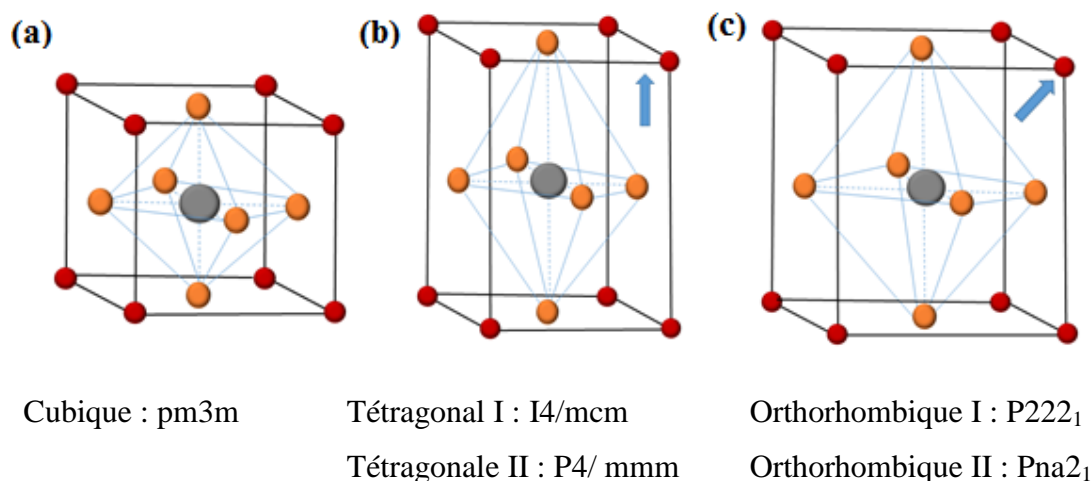 (a) (b) (c)
Cubique : pm3m Tétragonal I : I4/mcm Orthorhombique I : P222₁
Tétragonale II : P4/ mmm Orthorhombique II : Pna2₁